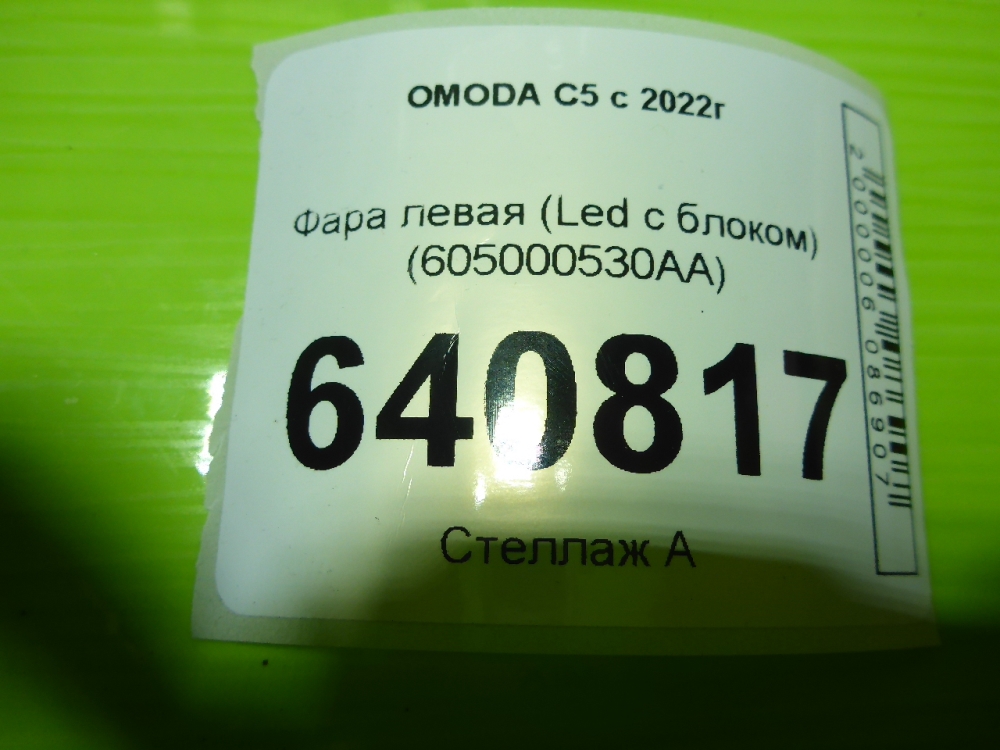 OMODA C5 с 2022г
Фара левая (Led с блоком)
(605000530AA)
640817
Стеллаж А
2000006086907